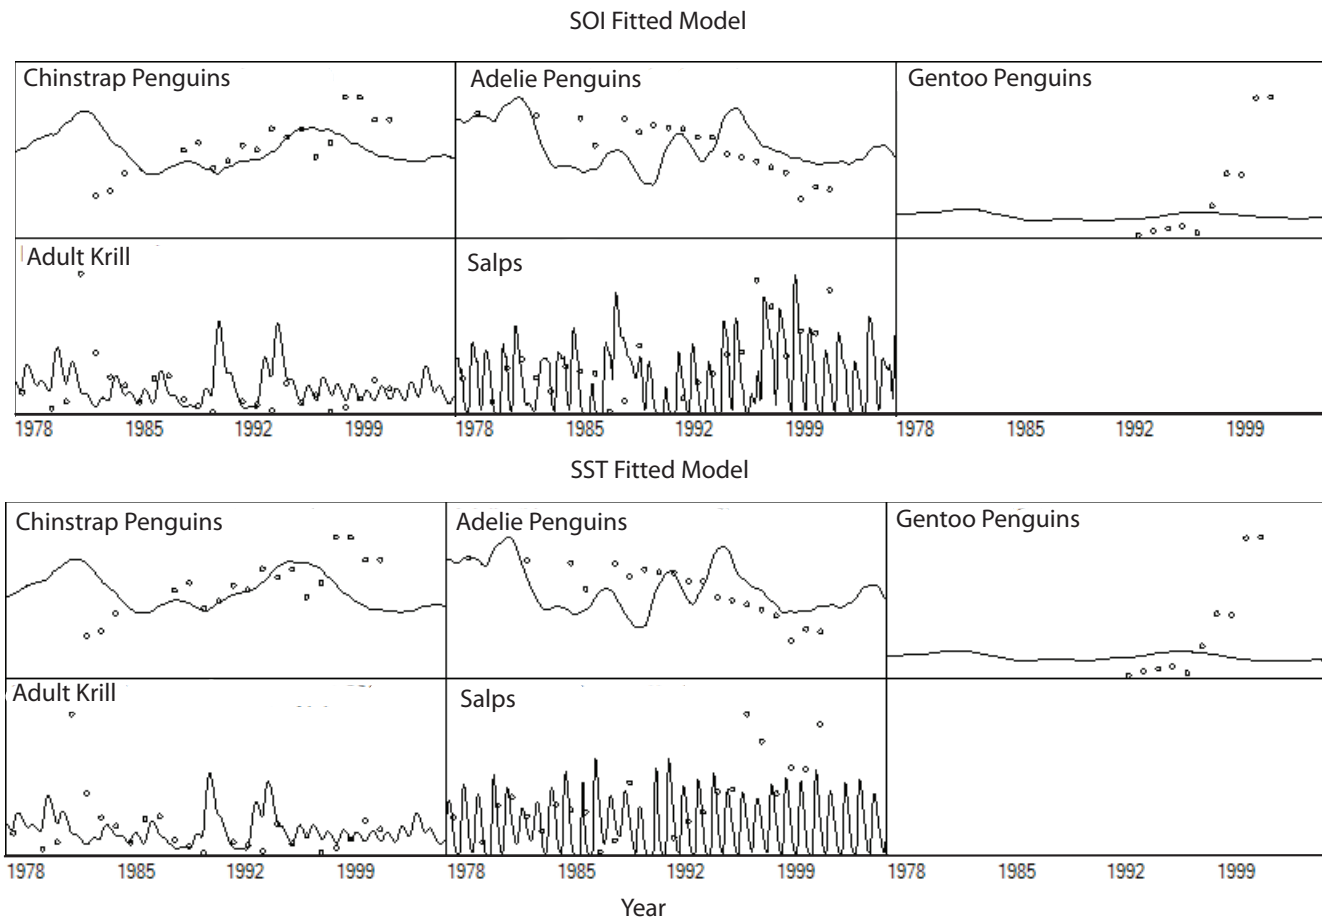 SOI Fitted Model
Chinstrap Penguins
Adelie Penguins
Gentoo Penguins
Adult Krill
Salps
1978 1985 1992 1999 1978 1985 1992 1999 1978 1985 1992 1999
SST Fitted Model
Chinstrap Penguins
Adelie Penguins
Gentoo Penguins
Adult Krill
Salps
1978 1985 1992 1999 1978 1985 1992 1999 1978 1985 1992 1999
Year